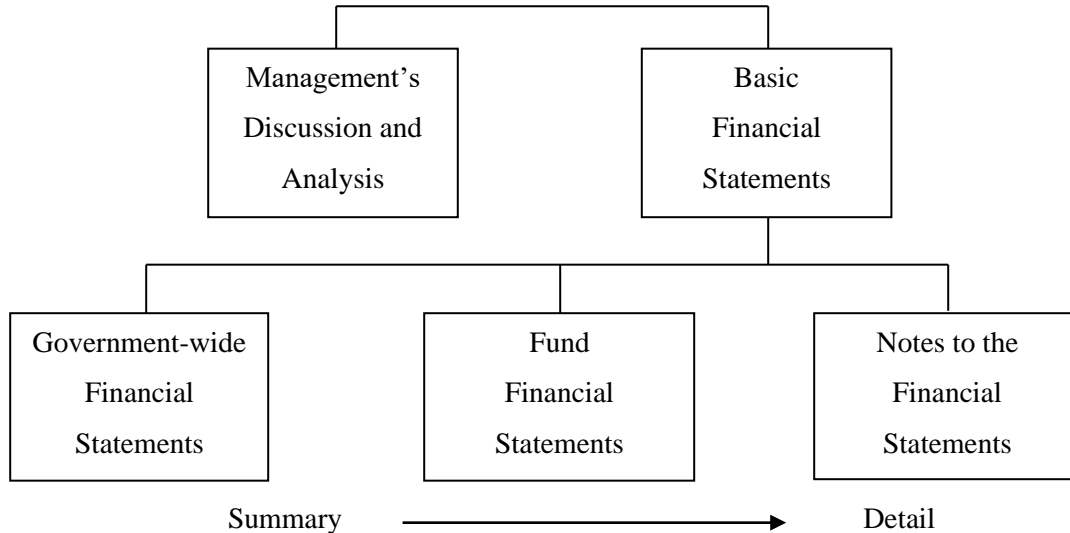 Management’s
Discussion and
Analysis
Basic
Financial
Statements
Government-wide
Financial
Statements
Fund
Financial
Statements
Notes to the
Financial
Statements
Summary
Detail